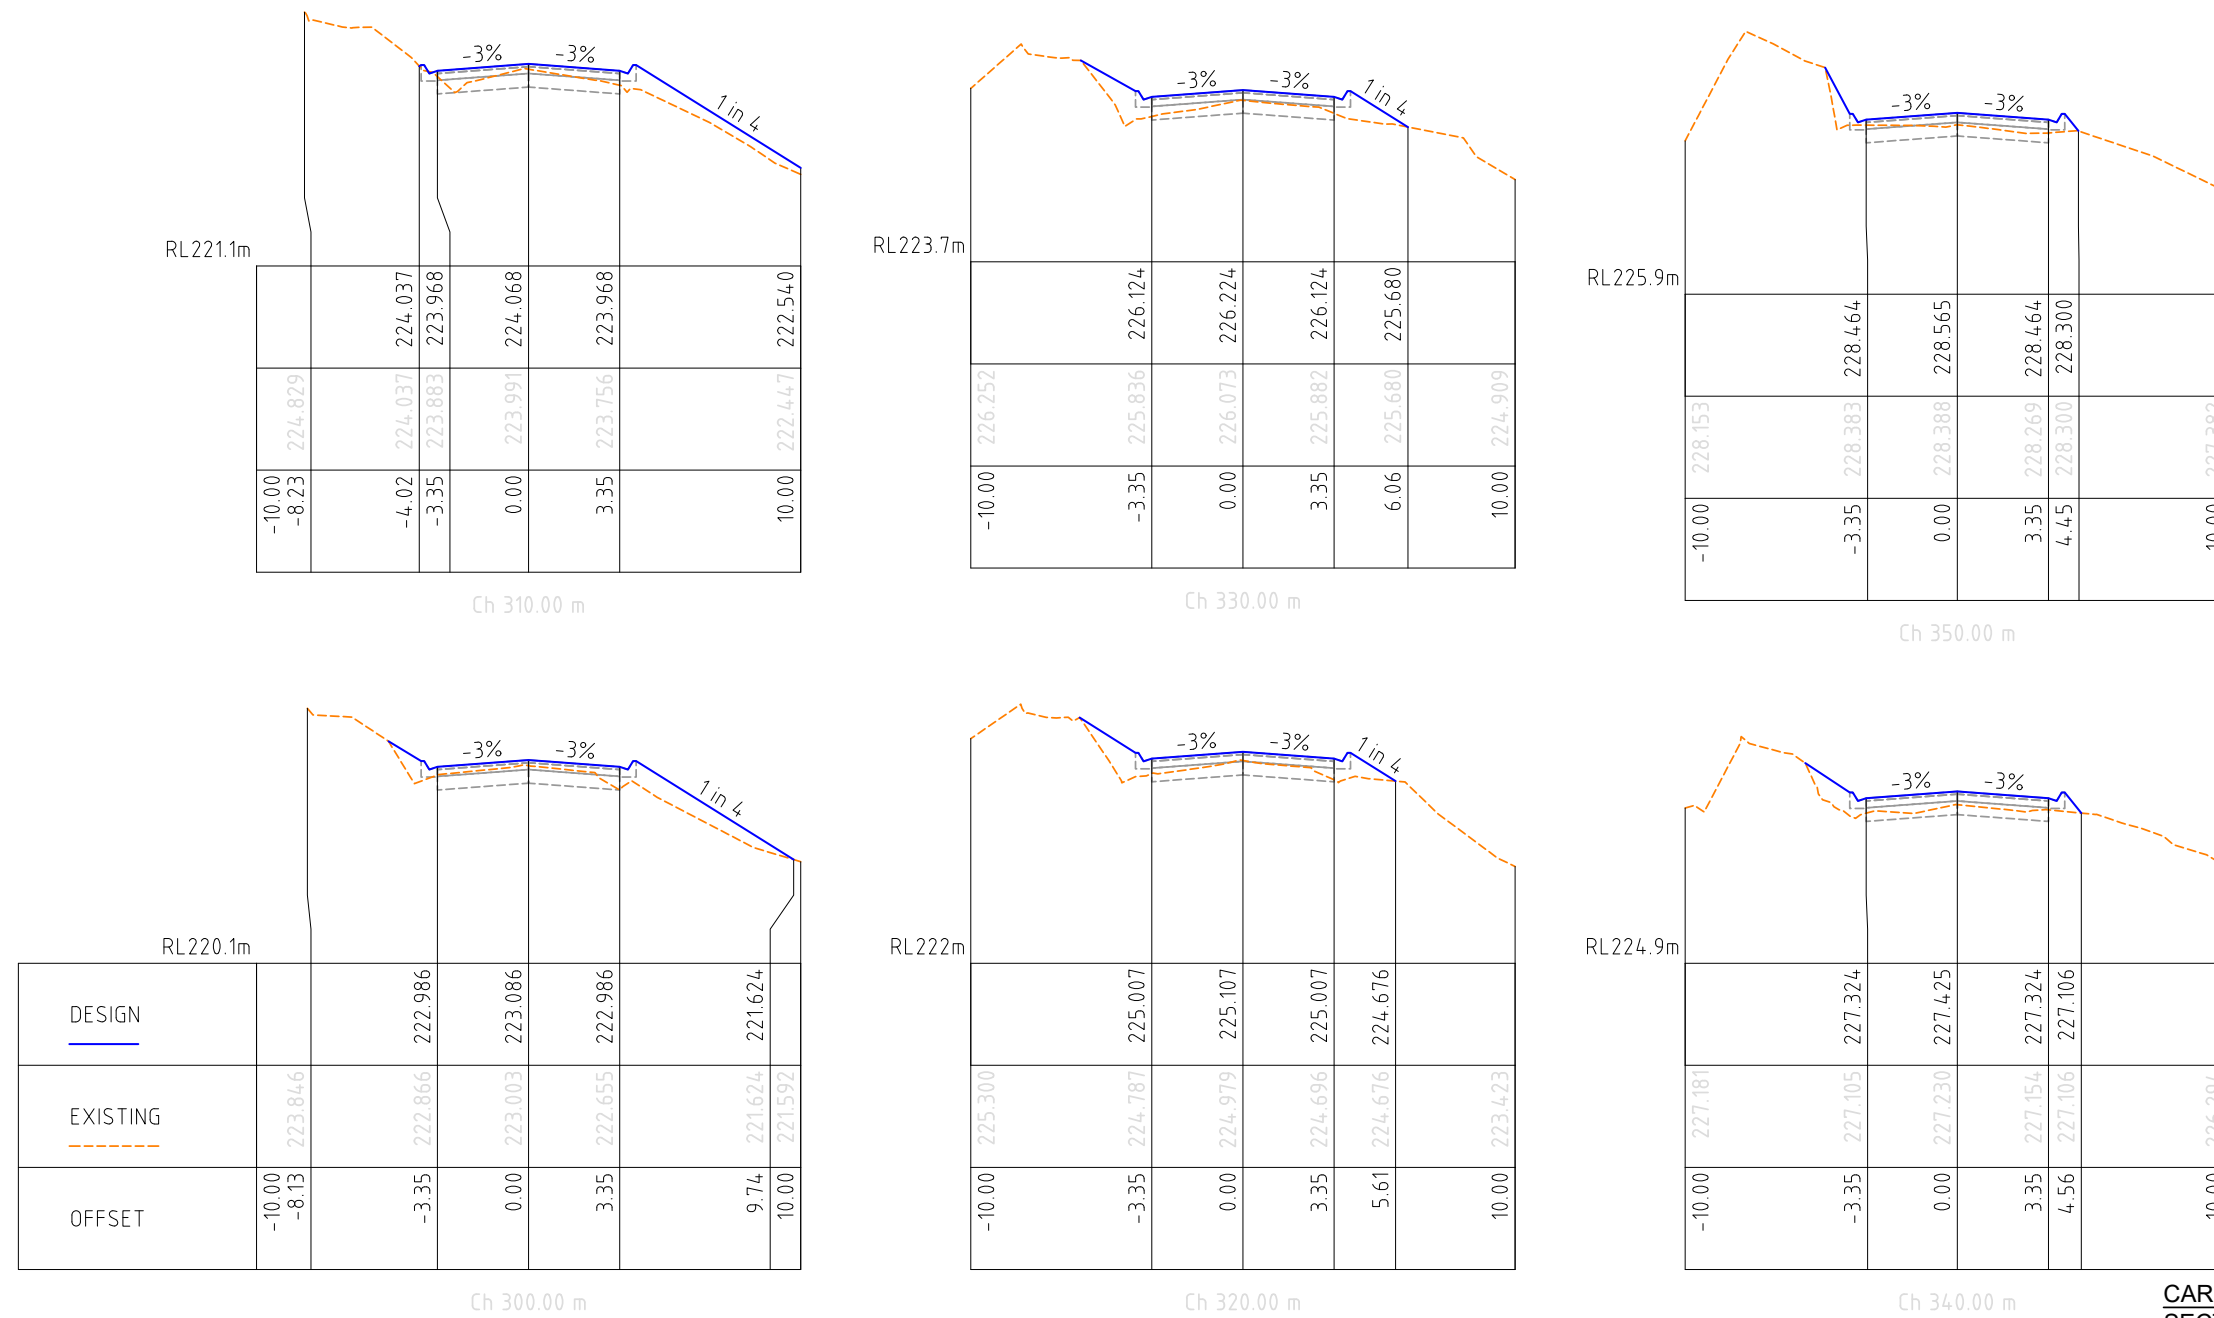 -3% -3%
1 in 4
RL221.1m
224.037 223.968 224.068 223.968 222.540
224.829 224.037 223.883 223.991 223.756 222.447
-10.00 -8.23 -4.02 -3.35 0.00 3.35 10.00
Ch 310.00 m
-3% -3%
1 in 4
RL223.7m
226.124 226.224 226.124 225.680
226.252 225.836 226.073 225.882 225.680 224.909
-10.00 -3.35 0.00 3.35 6.06 10.00
Ch 330.00 m
-3% -3%
RL225.9m
228.464 228.565 228.464 228.300
228.153 228.383 228.388 228.269 228.300
-10.00 -3.35 0.00 3.35 4.45 10.00
Ch 350.00 m
-3% -3%
1 in 4
RL220.1m
DESIGN
222.986 223.086 222.986 221.624
EXISTING
223.846 222.866 223.003 222.655 221.624 221.592
OFFSET
-10.00 -8.13 -3.35 0.00 3.35 9.74 10.00
Ch 300.00 m
-3% -3%
1 in 4
RL222m
225.007 225.107 225.007 224.676
225.300 224.787 224.979 224.696 224.676 223.423
-10.00 -3.35 0.00 3.35 5.61 10.00
Ch 320.00 m
-3% -3%
RL224.9m
227.324 227.425 227.324 227.106
227.181 227.105 227.230 227.154 227.106
-10.00 -3.35 0.00 3.35 4.56 10.00
Ch 340.00 m
CAR